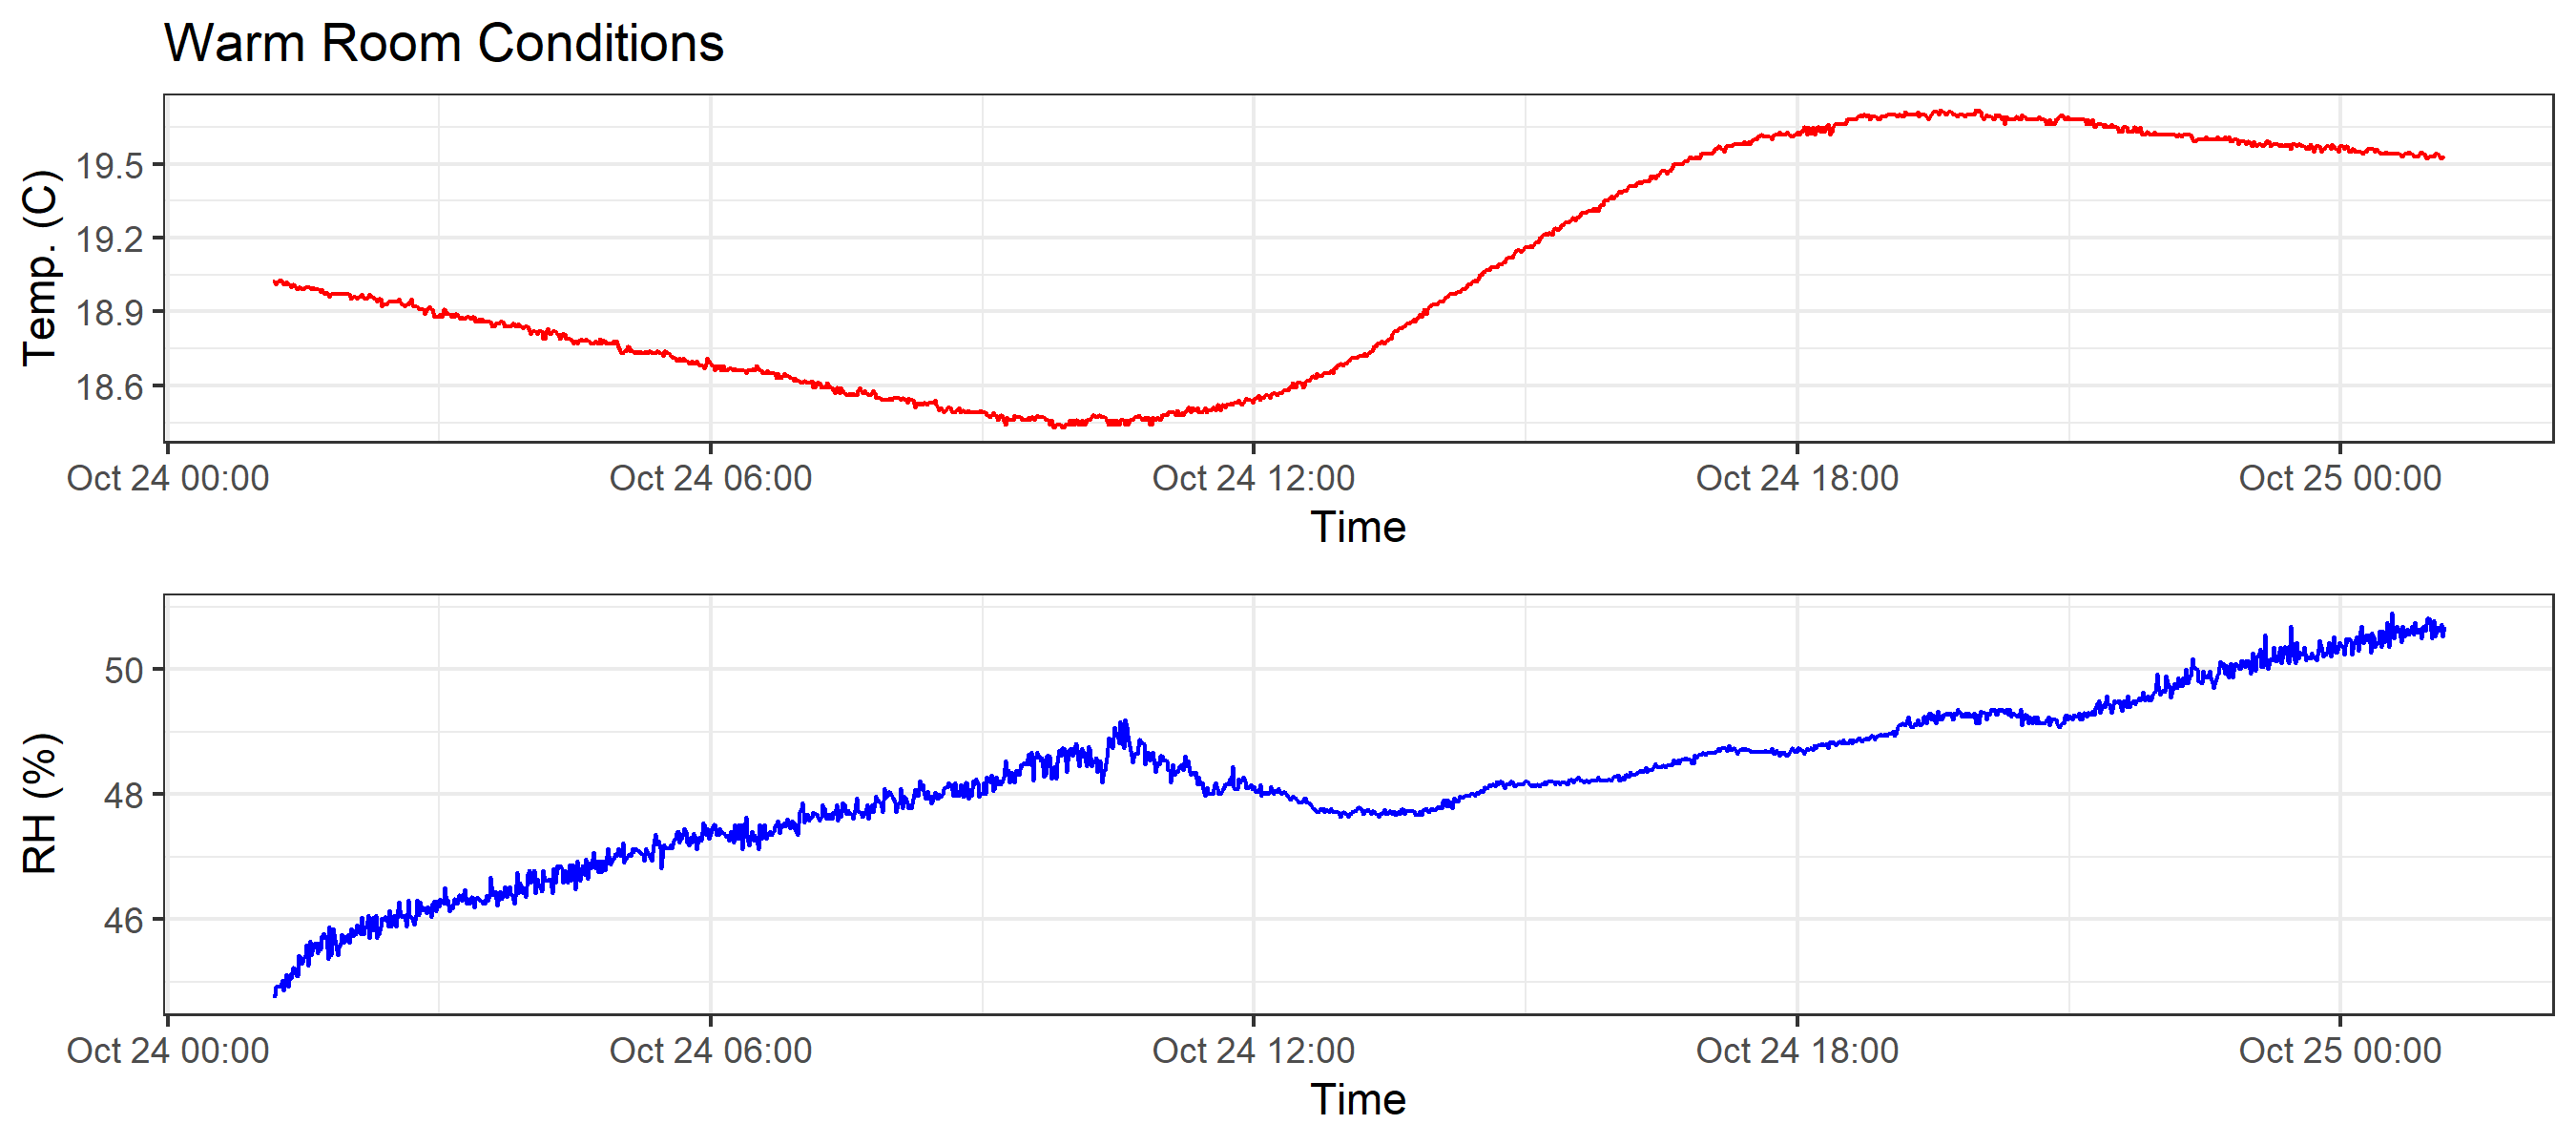 Warm Room Conditions
Temp. (C)
19.5
19.2
18.9
18.6
Oct 24 00:00 Oct 24 06:00 Oct 24 12:00 Oct 24 18:00 Oct 25 00:00
Time
RH (%)
50
48
46
Oct 24 00:00 Oct 24 06:00 Oct 24 12:00 Oct 24 18:00 Oct 25 00:00
Time